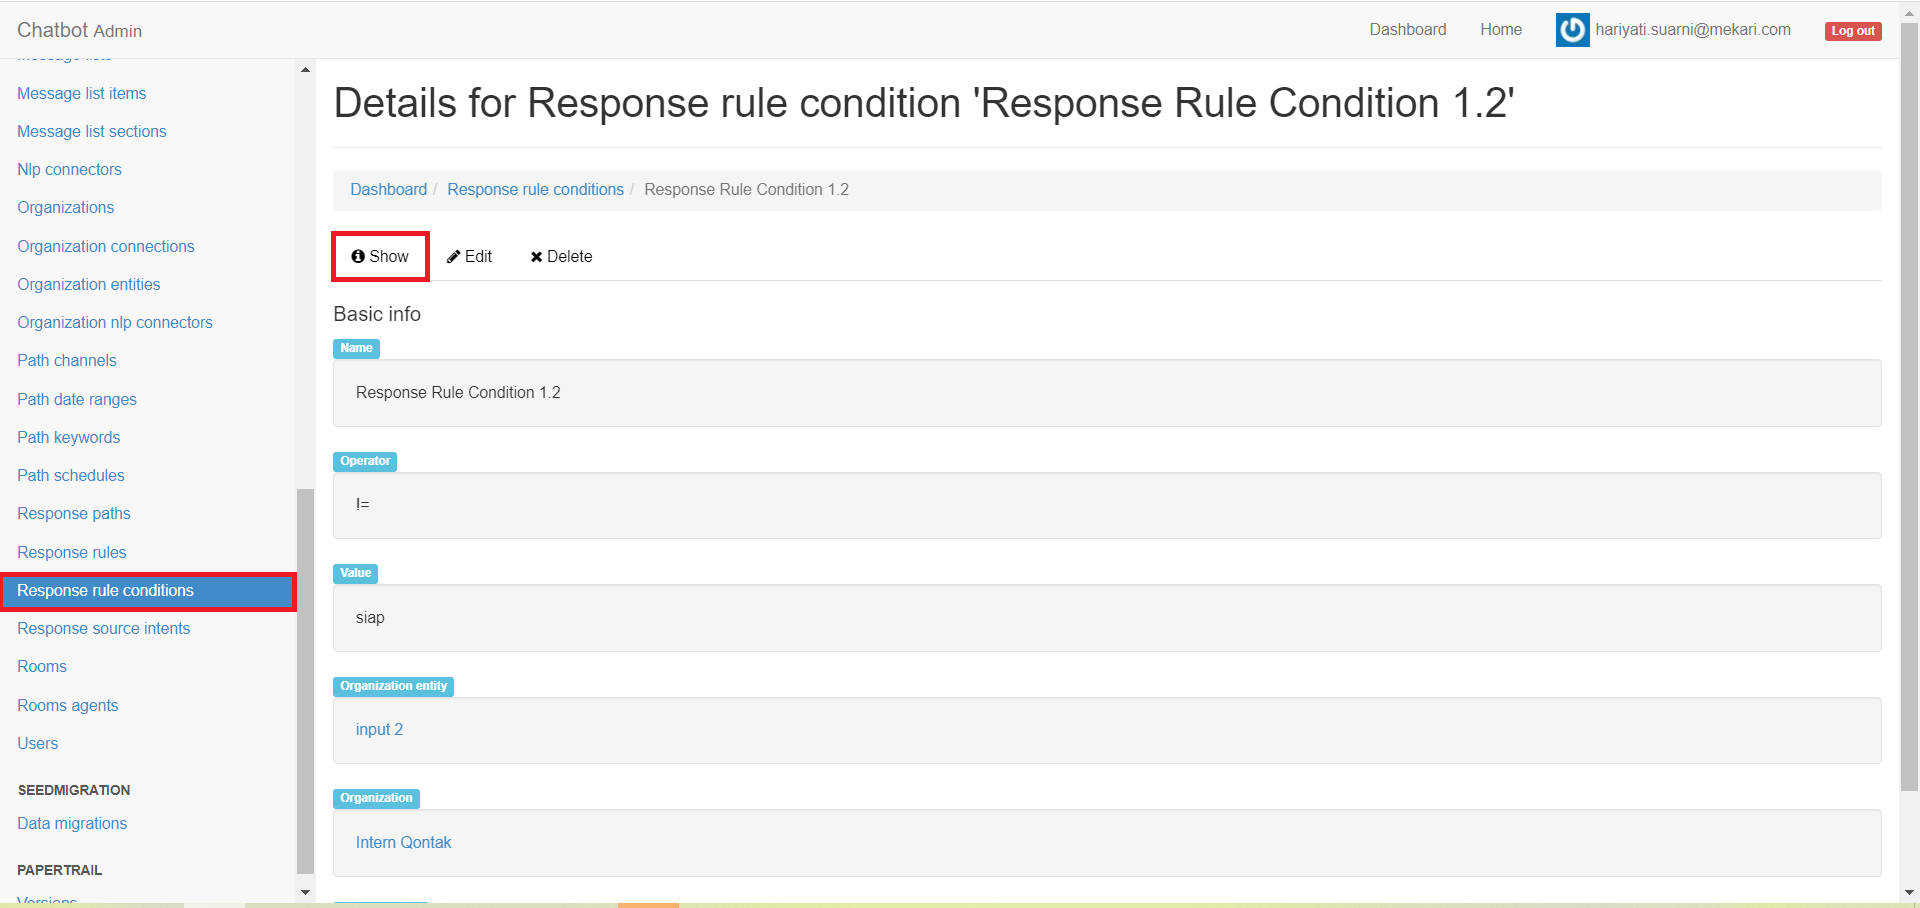 Chatbot Admin
Dashboard
Home
hariyati.suarni@mekari.com
Log out
Message lists
Message list items
Message list sections
Nlp connectors
Organizations
Organization connections
Organization entities
Organization nlp connectors
Path channels
Path date ranges
Path keywords
Path schedules
Response paths
Response rules
Response rule conditions
Response source intents
Rooms
Rooms agents
Users
SEEDMIGRATION
Data migrations
PAPERTRAIL
Versions
Details for Response rule condition 'Response Rule Condition 1.2'
Dashboard / Response rule conditions / Response Rule Condition 1.2
Show
Edit
Delete
Basic info
Name
Response Rule Condition 1.2
Operator
!=
Value
siap
Organization entity
input 2
Organization
Intern Qontak